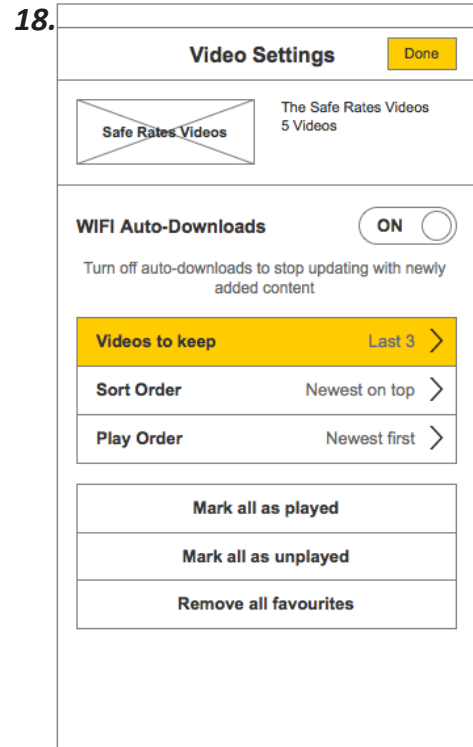 18.
Video Settings
Done
Safe Rates Videos
The Safe Rates Videos
5 Videos
WIFI Auto-Downloads
ON
Turn off auto-downloads to stop updating with newly
added content
Videos to keep Last 3
Sort Order Newest on top
Play Order Newest first
Mark all as played
Mark all as unplayed
Remove all favourites